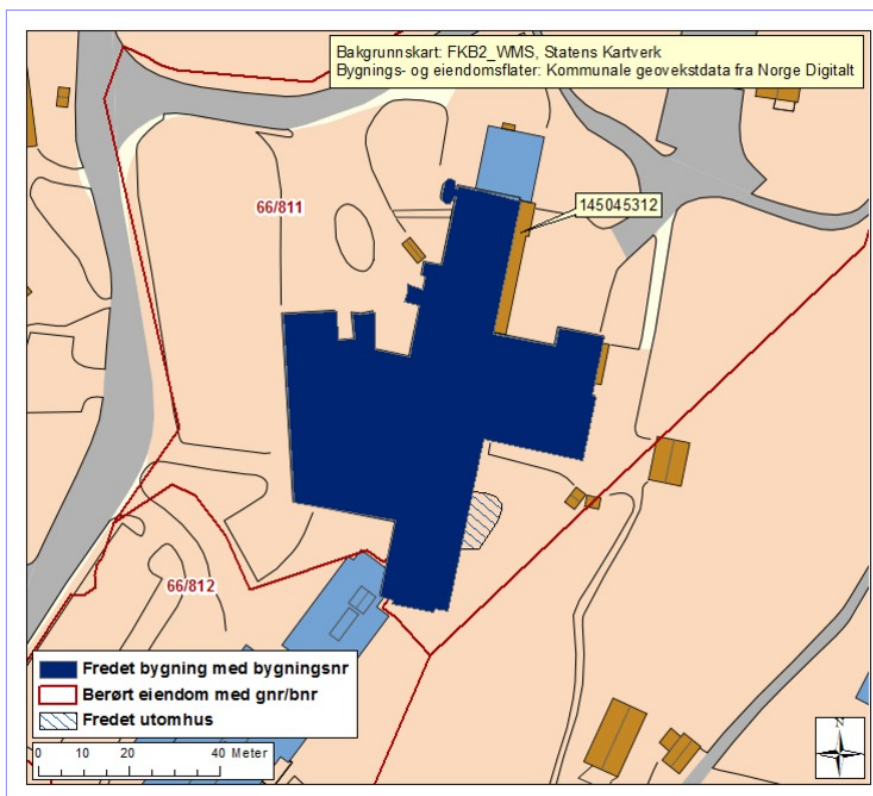 Bakgrunnskart: FKB2_WMS, Statens Kartverk
Bygnings- og eiendomsflater: Kommunale geovekstdata fra Norge Digitalt
145045312
66/811
66/812
Fredet bygning med bygningsnr
Berørt eiendom med gnr/bnr
Fredet utomhus
0 10 20 40 Meter
N